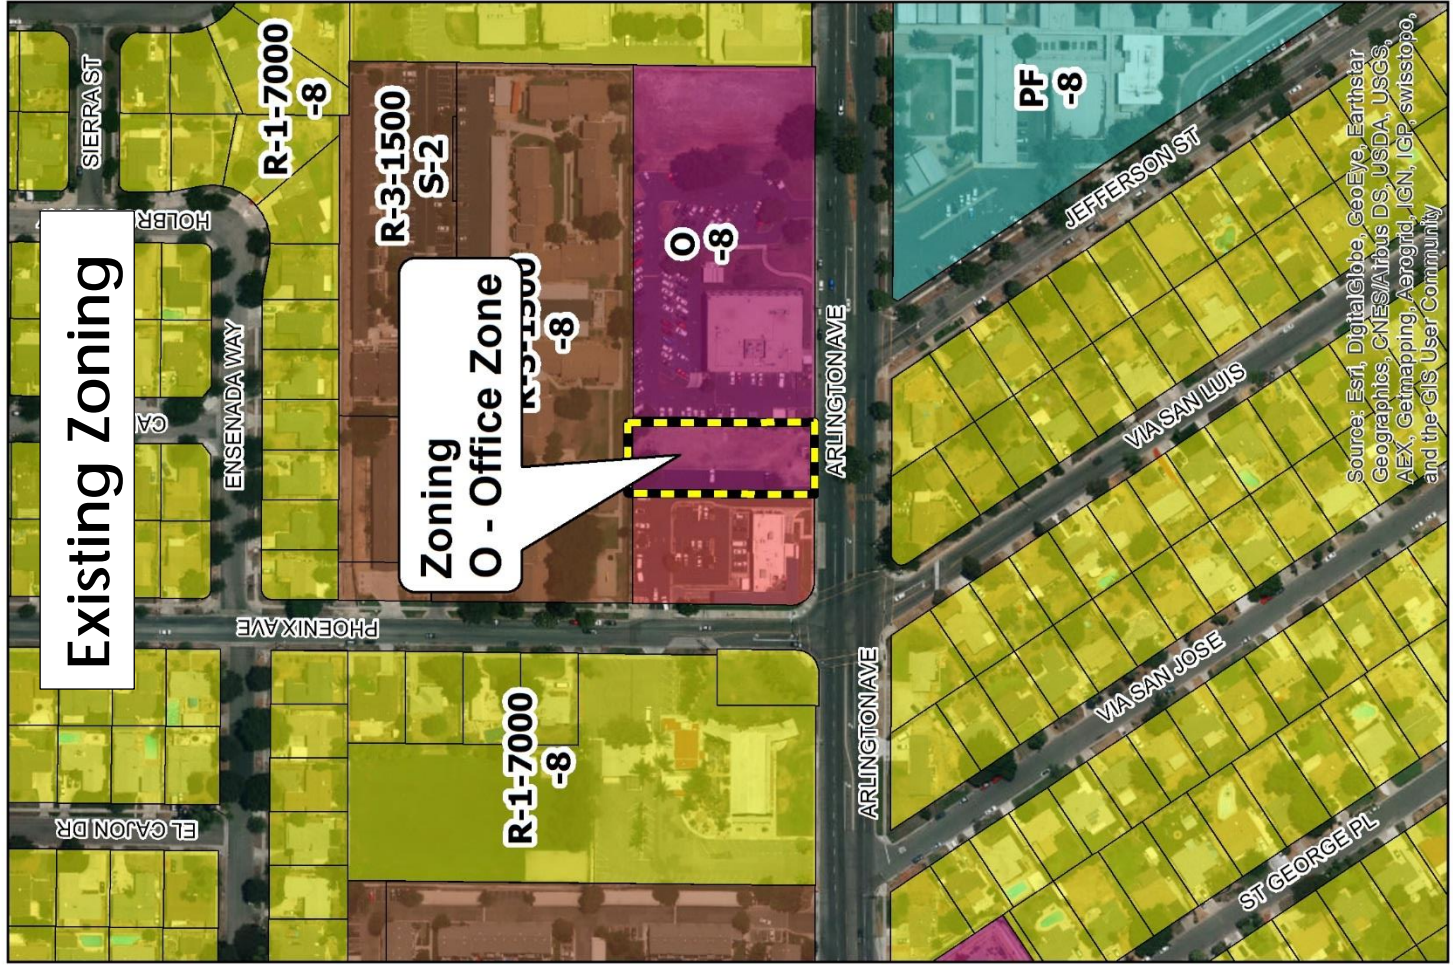 Existing Zoning
SIERRA ST
R-1-7000
-8
HOLBR
CA
ENSENADA WAY
R-3-1500
S-2
-8
Zoning
O - Office Zone
O
-8
PF
-8
JEFFERSON ST
ARLINGTON AVE
VIA SAN LUIS
PHOENIX AVE
EL CAJON DR
R-1-7000
-8
ARLINGTON AVE
VIA SAN JOSE
ST GEORGE PL
Source: Esri, DigitalGlobe, GeoEye, Earthstar
Geographics, CNES/Airbus DS, USDA, USGS,
AEX, Getmapping, Aerogrid, IGN, IGP, swisstopo,
and the GIS User Community